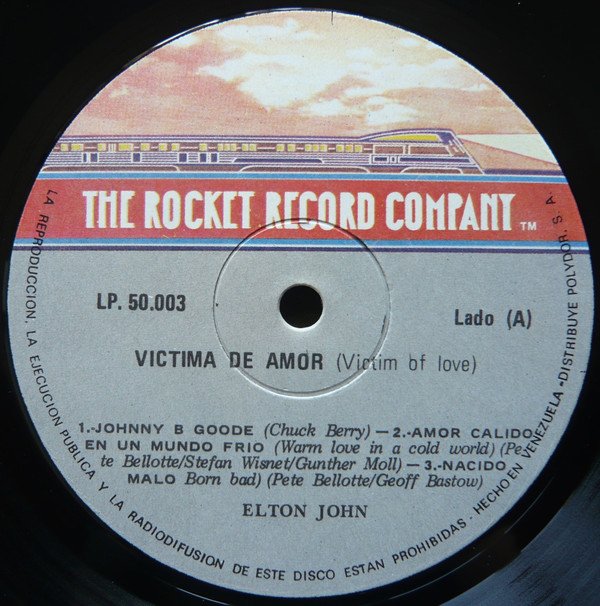 THE ROCKET RECORD COMPANY TM
LP. 50.003
Lado (A)
VICTIMA DE AMOR (Victim of love)
1.-JOHNNY B GOODE (Chuck Berry) — 2.-AMOR CALIDO
EN UN MUNDO FRIO (Warm love in a cold world) (Pe-
te Bellotte/Stefan Wisnet/Gunther Moll) — 3.-NACIDO
MALO Born bad) (Pete Bellotte/Geoff Bastow)
ELTON JOHN
LA REPRODUCCION, LA EJECUCION PUBLICA Y LA RADIODIFUSION DE ESTE DISCO ESTAN PROHIBIDAS · HECHO EN VENEZUELA •DISTRIBUYE POLYDOR, S. A.